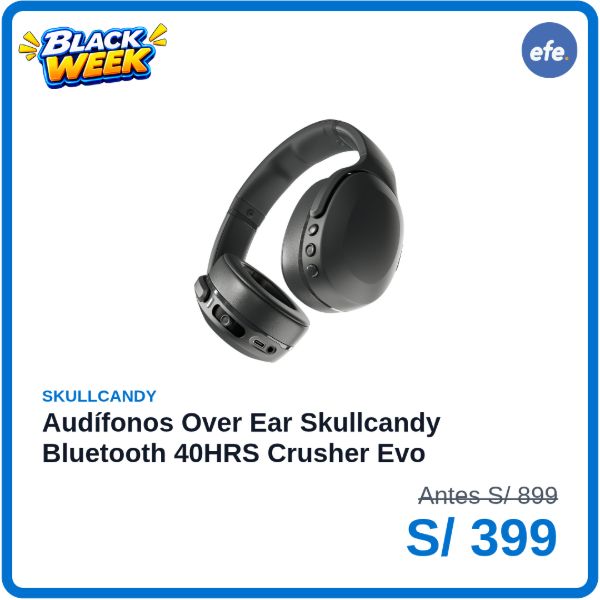 BLACK
WEEK
efe.
SKULLCANDY
Audífonos Over Ear Skullcandy
Bluetooth 40HRS Crusher Evo
Antes S/ 899
S/ 399